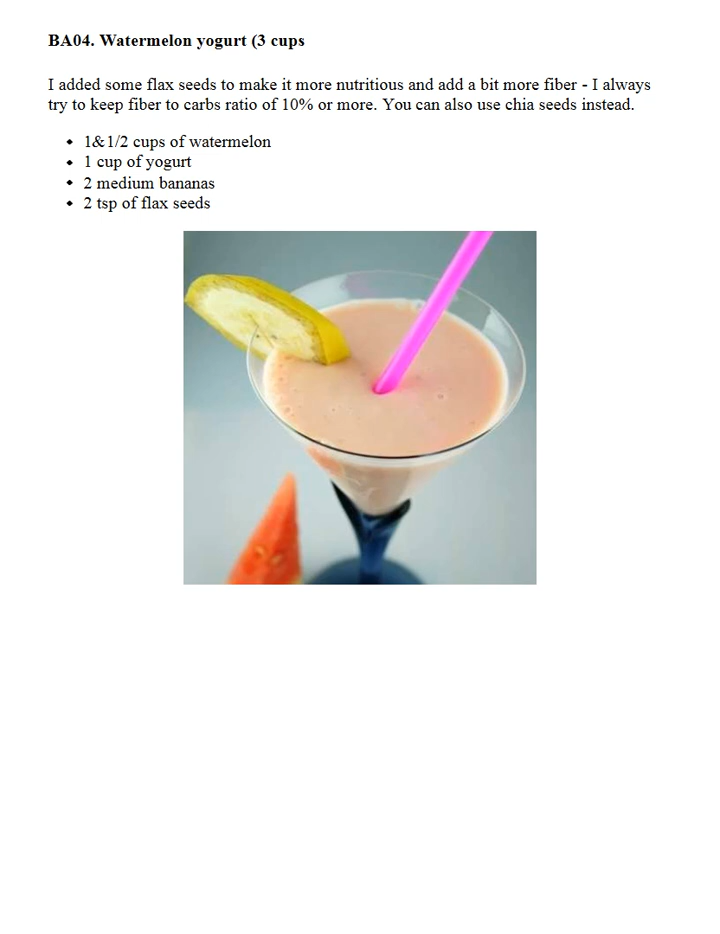 BA04. Watermelon yogurt (3 cups
I added some flax seeds to make it more nutritious and add a bit more fiber - I always
try to keep fiber to carbs ratio of 10% or more. You can also use chia seeds instead.
• 1&1/2 cups of watermelon
• 1 cup of yogurt
• 2 medium bananas
• 2 tsp of flax seeds